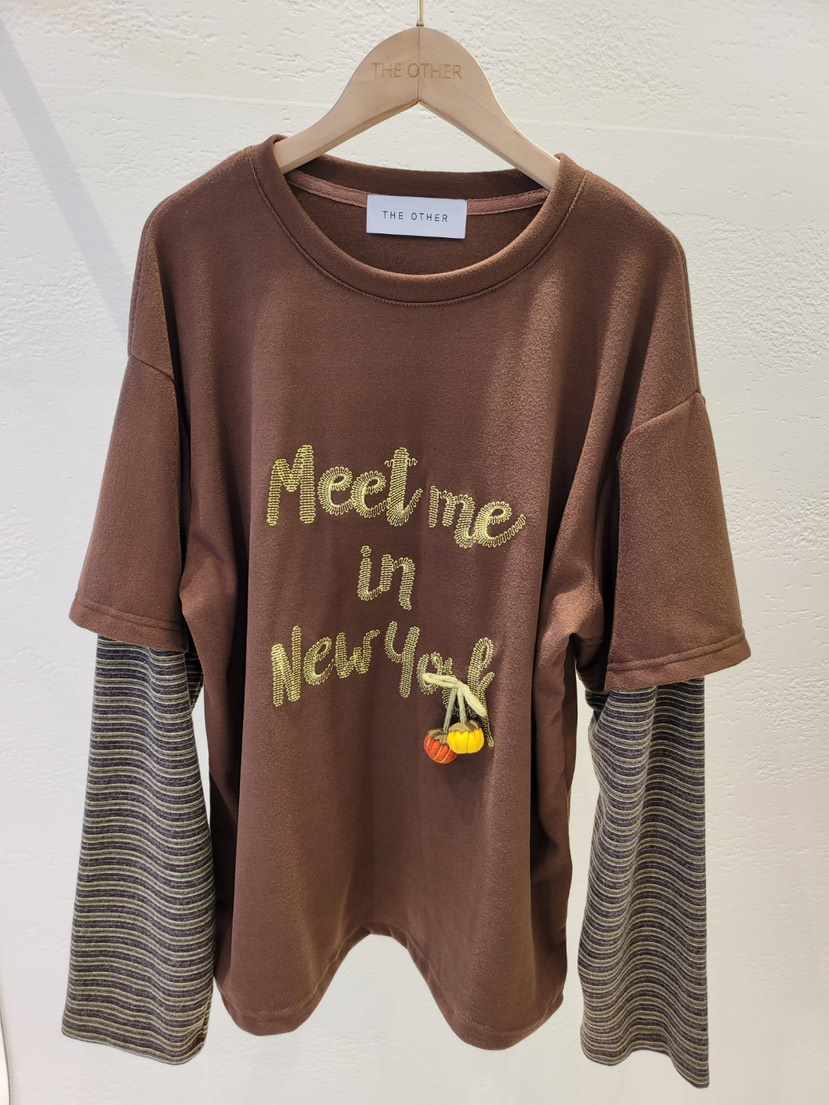 THE OTHER
THE OTHER
Meet me
in
New York